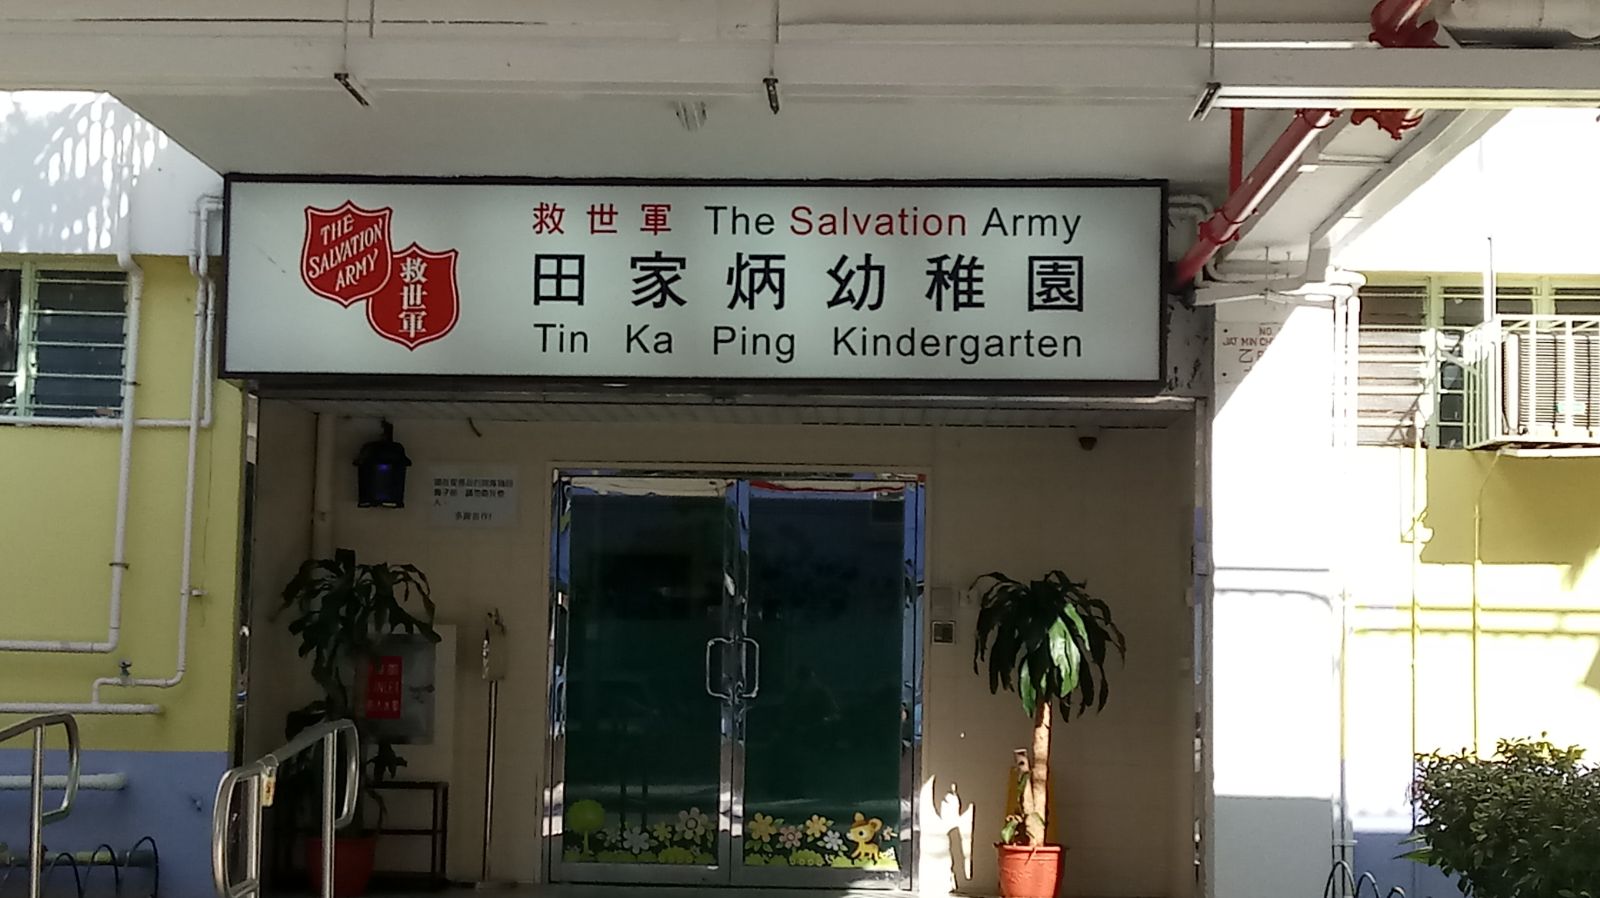 THE
SALVATION
ARMY
救世軍
救世軍 The Salvation Army
田家炳幼稚園
Tin Ka Ping Kindergarten
NO.